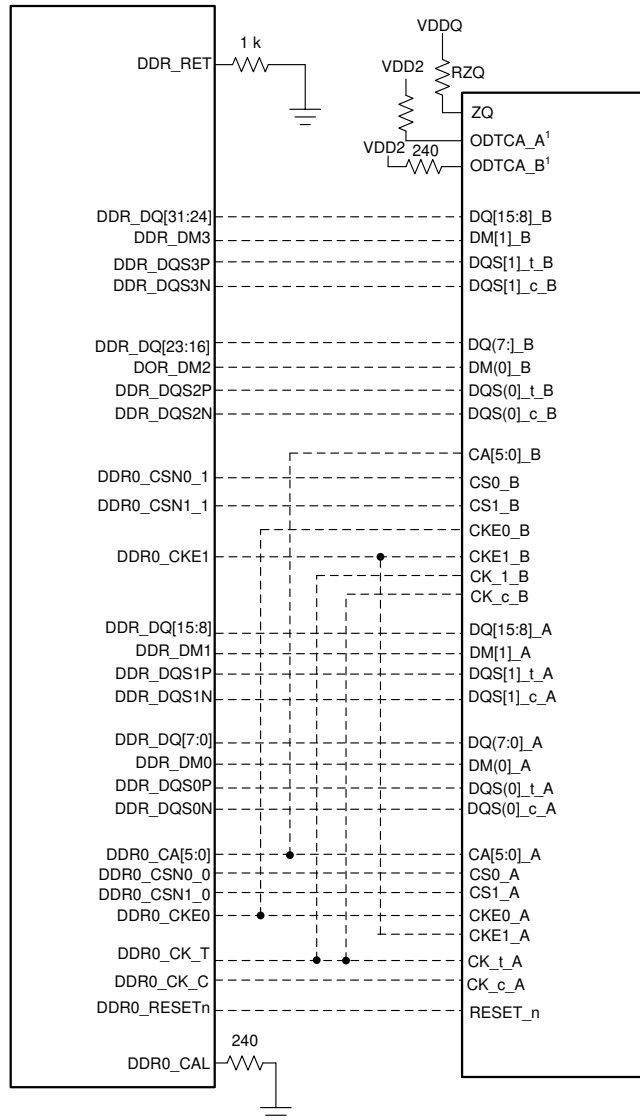 VDDQ
1 k
DDR_RET
VDD2
RZQ
ZQ
ODTCA_A¹
VDD2
240
ODTCA_B¹
DDR_DQ[31:24]
DQ[15:8]_B
DDR_DM3
DM[1]_B
DDR_DQS3P
DQS[1]_t_B
DDR_DQS3N
DQS[1]_c_B
DDR_DQ[23:16]
DQ(7:]_B
DOR_DM2
DM(0]_B
DDR_DQS2P
DQS(0]_t_B
DDR_DQS2N
DQS(0]_c_B
CA[5:0]_B
DDR0_CSN0_1
CS0_B
DDR0_CSN1_1
CS1_B
CKE0_B
DDR0_CKE1
CKE1_B
CK_1_B
CK_c_B
DDR_DQ[15:8]
DQ[15:8]_A
DDR_DM1
DM[1]_A
DDR_DQS1P
DQS[1]_t_A
DDR_DQS1N
DQS[1]_c_A
DDR_DQ[7:0]
DQ(7:0]_A
DDR_DM0
DM(0]_A
DDR_DQS0P
DQS(0]_t_A
DDR_DQS0N
DQS(0]_c_A
DDR0_CA[5:0]
CA[5:0]_A
DDR0_CSN0_0
CS0_A
DDR0_CSN1_0
CS1_A
DDR0_CKE0
CKE0_A
CKE1_A
DDR0_CK_T
CK_t_A
DDR0_CK_C
CK_c_A
DDR0_RESETn
RESET_n
240
DDR0_CAL